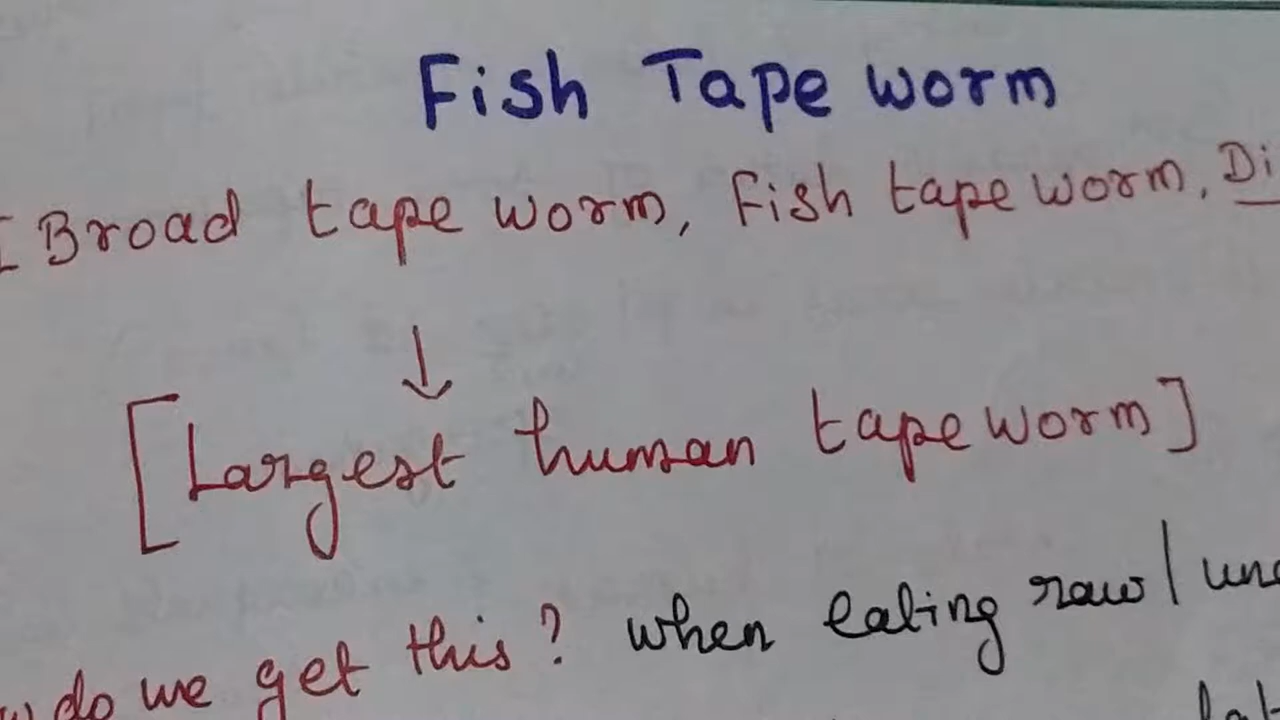 Fish Tape worm
[Broad tape worm, Fish tape worm, Di
↓
[Largest human tape worm]
do we get this? When eating raw/